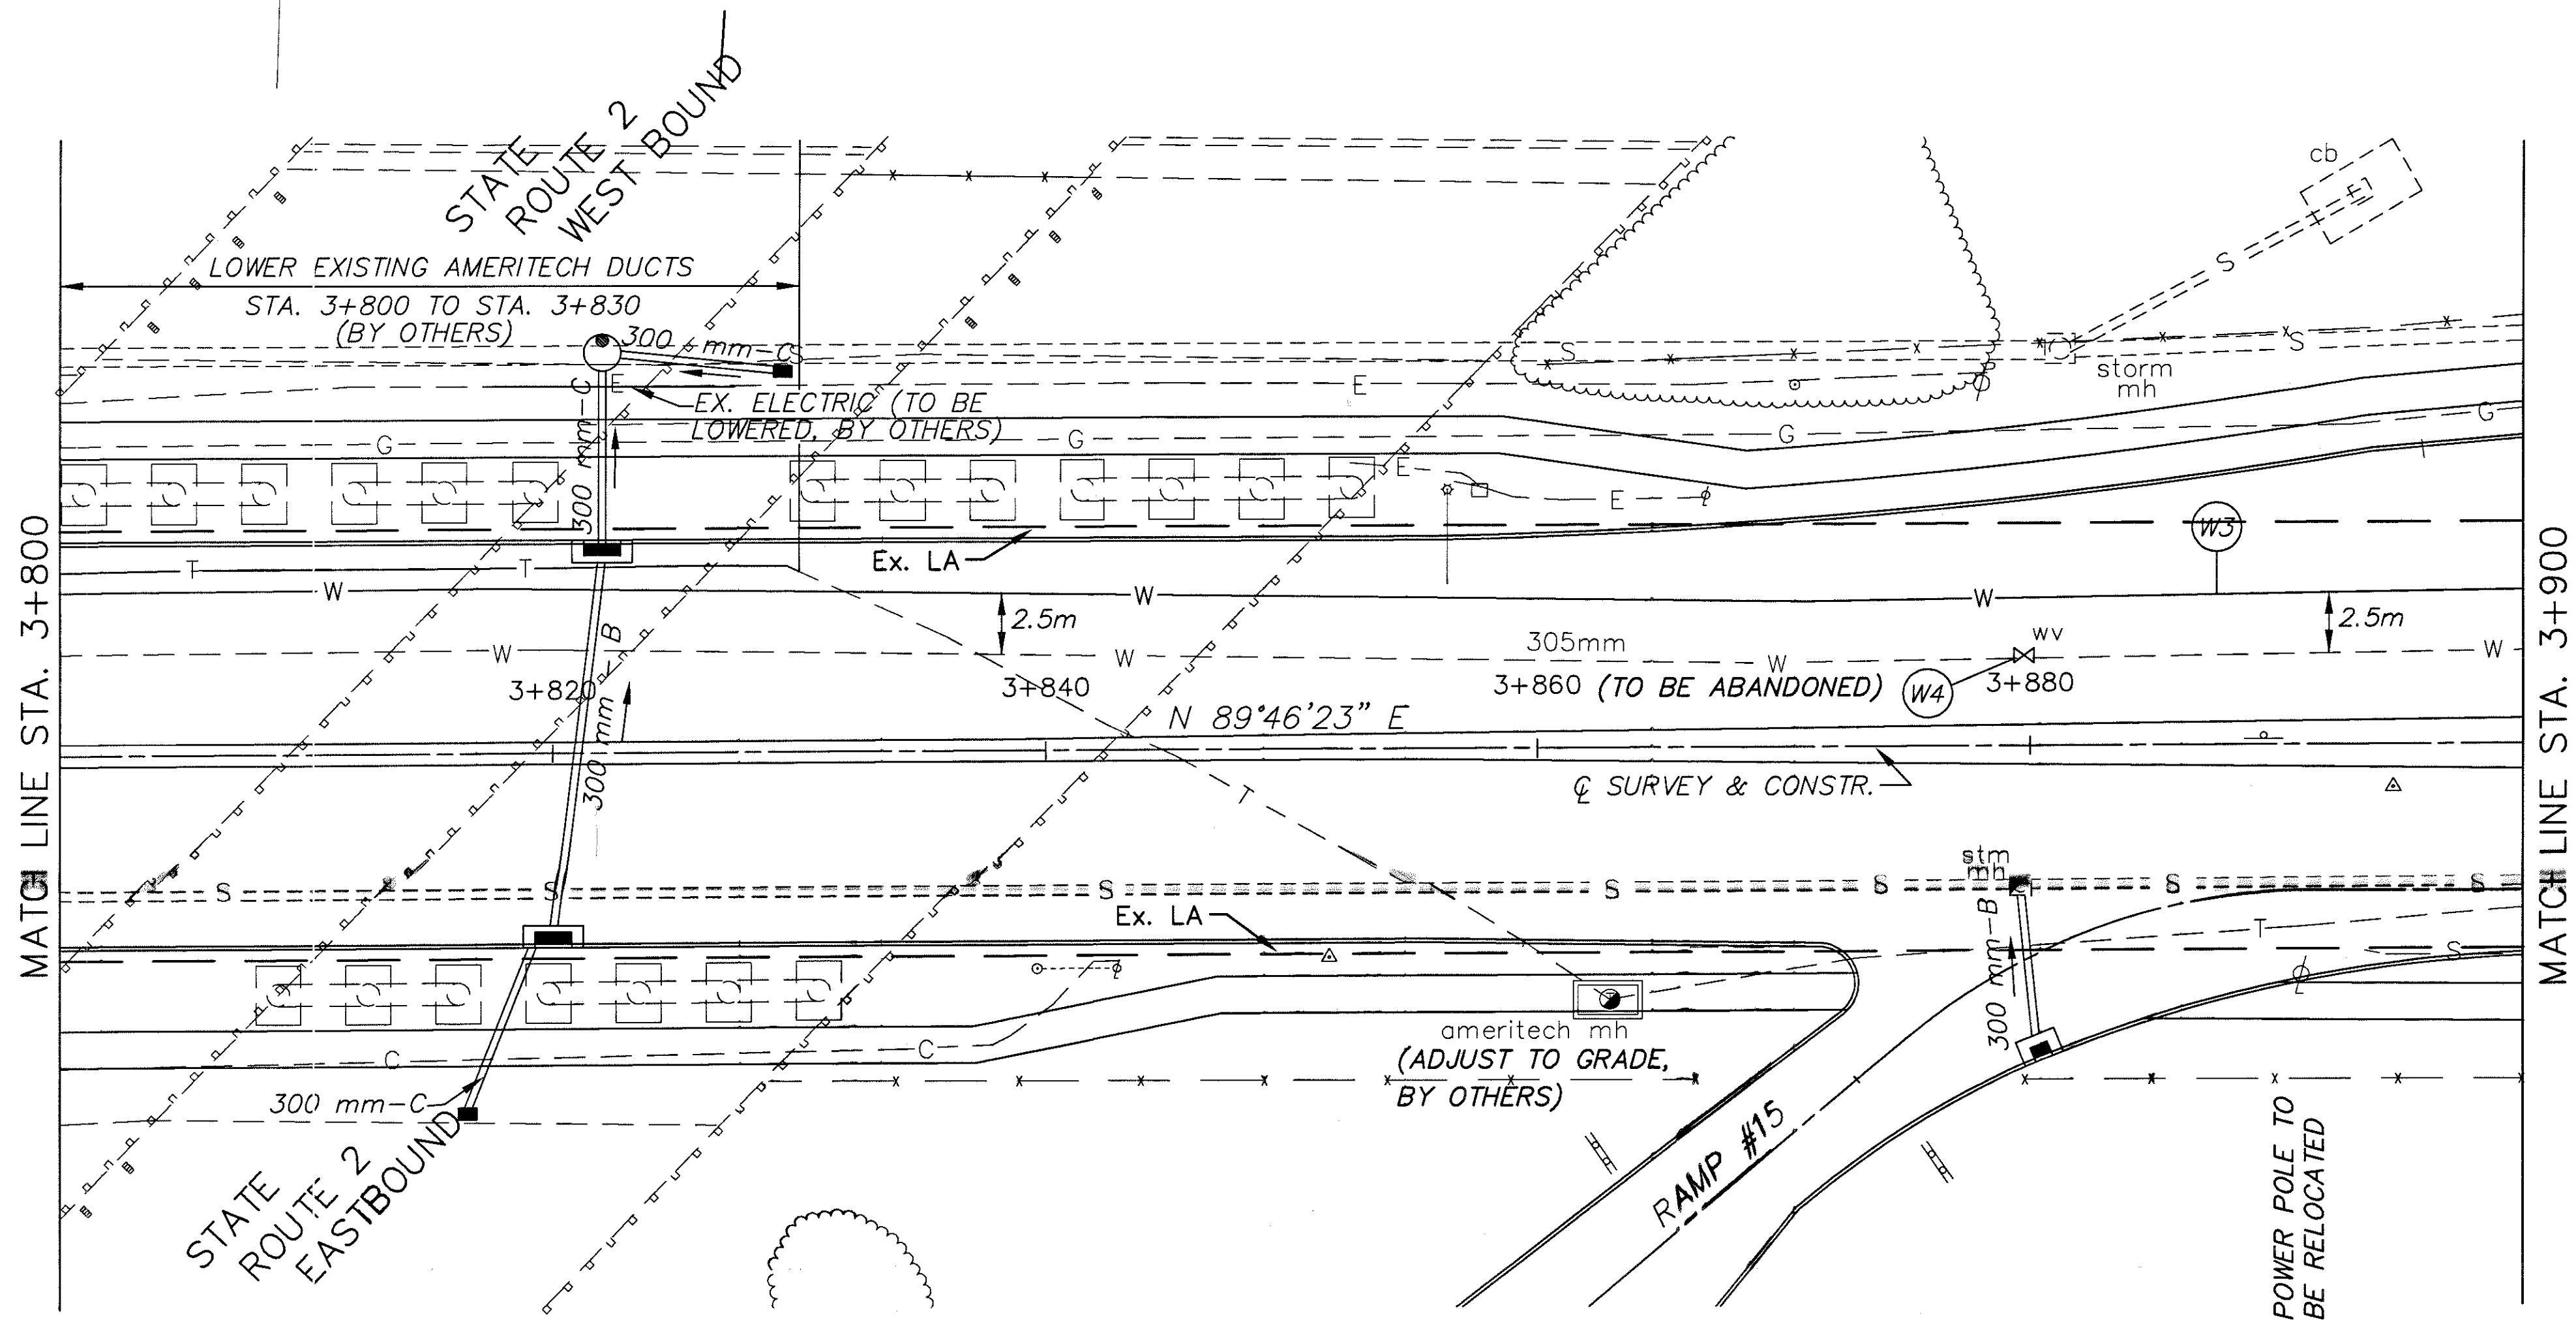 STATE
ROUTE 2
WEST BOUND
cb
S
LOWER EXISTING AMERITECH DUCTS
STA. 3+800 TO STA. 3+830
(BY OTHERS)
300 mm-C
S
S
S
storm
mh
E
E
EX. ELECTRIC (TO BE
LOWERED, BY OTHERS)
300 mm-C
G
G
G
G
E
E
W3
Ex. LA
T
T
W
W
W
2.5m
2.5m
305mm
wv
W
W
W
W
3+820
3+840
3+860 (TO BE ABANDONED)
W4
3+880
N 89°46'23" E
300 mm-B
℄ SURVEY & CONSTR.
T
MATCH LINE STA. 3+800
MATCH LINE STA. 3+900
stm
mh
S
S
S
S
S
S
S
S
Ex. LA
300 mm-B
T
S
ameritech mh
(ADJUST TO GRADE,
BY OTHERS)
C
C
300 mm-C
STATE
ROUTE 2
EASTBOUND
RAMP #15
POWER POLE TO
BE RELOCATED